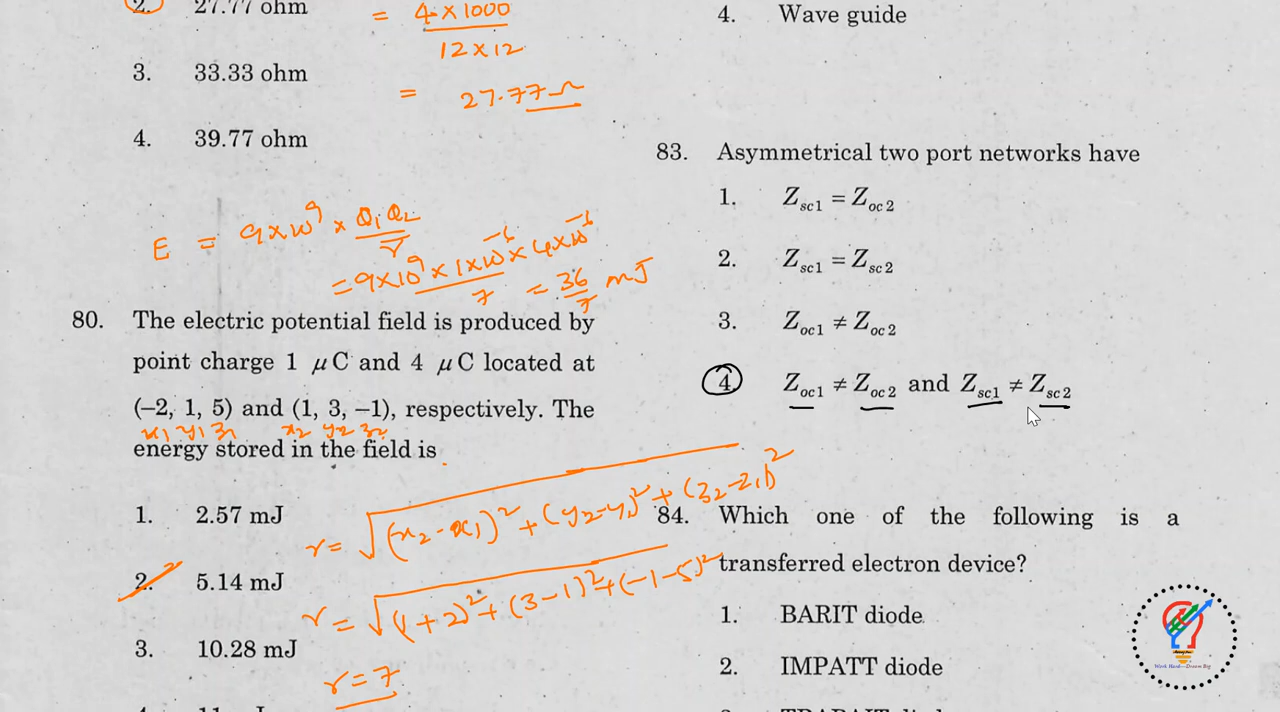 2. 27.77 ohm
= 4 × 1000
12 × 12
3. 33.33 ohm
= 27.77 Ω
4. 39.77 ohm
E = 9×10⁹ × Q₁Q₂
r
= 9×10⁹ × 1×10⁻⁶ × 4×10⁻⁶
7
= 36 mJ
7
80. The electric potential field is produced by
point charge 1 μC and 4 μC located at
(–2, 1, 5) and (1, 3, –1), respectively. The
x₁ y₁ z₁ x₂ y₂ z₂
energy stored in the field is
1. 2.57 mJ
r = √(x₂-x₁)² + (y₂-y₁)² + (z₂-z₁)²
2. 5.14 mJ
r = √(1+2)² + (3-1)² + (-1-5)²
3. 10.28 mJ
r = 7
4. Wave guide
83. Asymmetrical two port networks have
1. Zsc1 = Zoc2
2. Zsc1 = Zsc2
3. Zoc1 ≠ Zoc2
4. Zoc1 ≠ Zoc2 and Zsc1 ≠ Zsc2
84. Which one of the following is a
transferred electron device?
1. BARIT diode
2. IMPATT diode
Work Hard—Dream Big